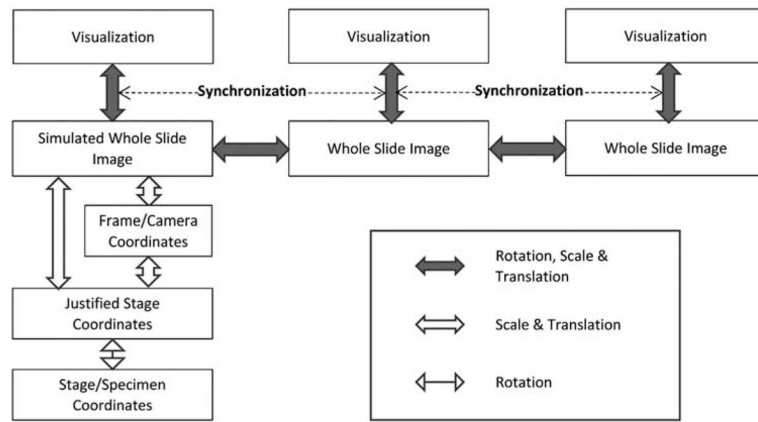 Visualization
Visualization
Visualization
Synchronization
Synchronization
Simulated Whole Slide
Image
Whole Slide Image
Whole Slide Image
Frame/Camera
Coordinates
Justified Stage
Coordinates
Stage/Specimen
Coordinates
Rotation, Scale &
Translation
Scale & Translation
Rotation